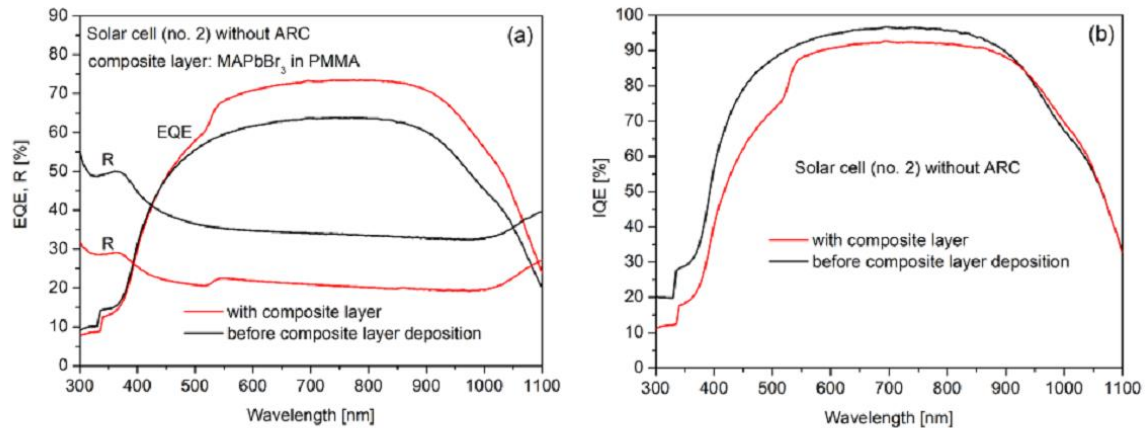 (a)
Solar cell (no. 2) without ARC
composite layer: MAPbBr₃ in PMMA
EQE
R
R
with composite layer
before composite layer deposition
EQE, R [%]
90
80
70
60
50
40
30
20
10
0
300 400 500 600 700 800 900 1000 1100
Wavelength [nm]
(b)
Solar cell (no. 2) without ARC
with composite layer
before composite layer deposition
IQE [%]
100
90
80
70
60
50
40
30
20
10
0
300 400 500 600 700 800 900 1000 1100
Wavelength [nm]